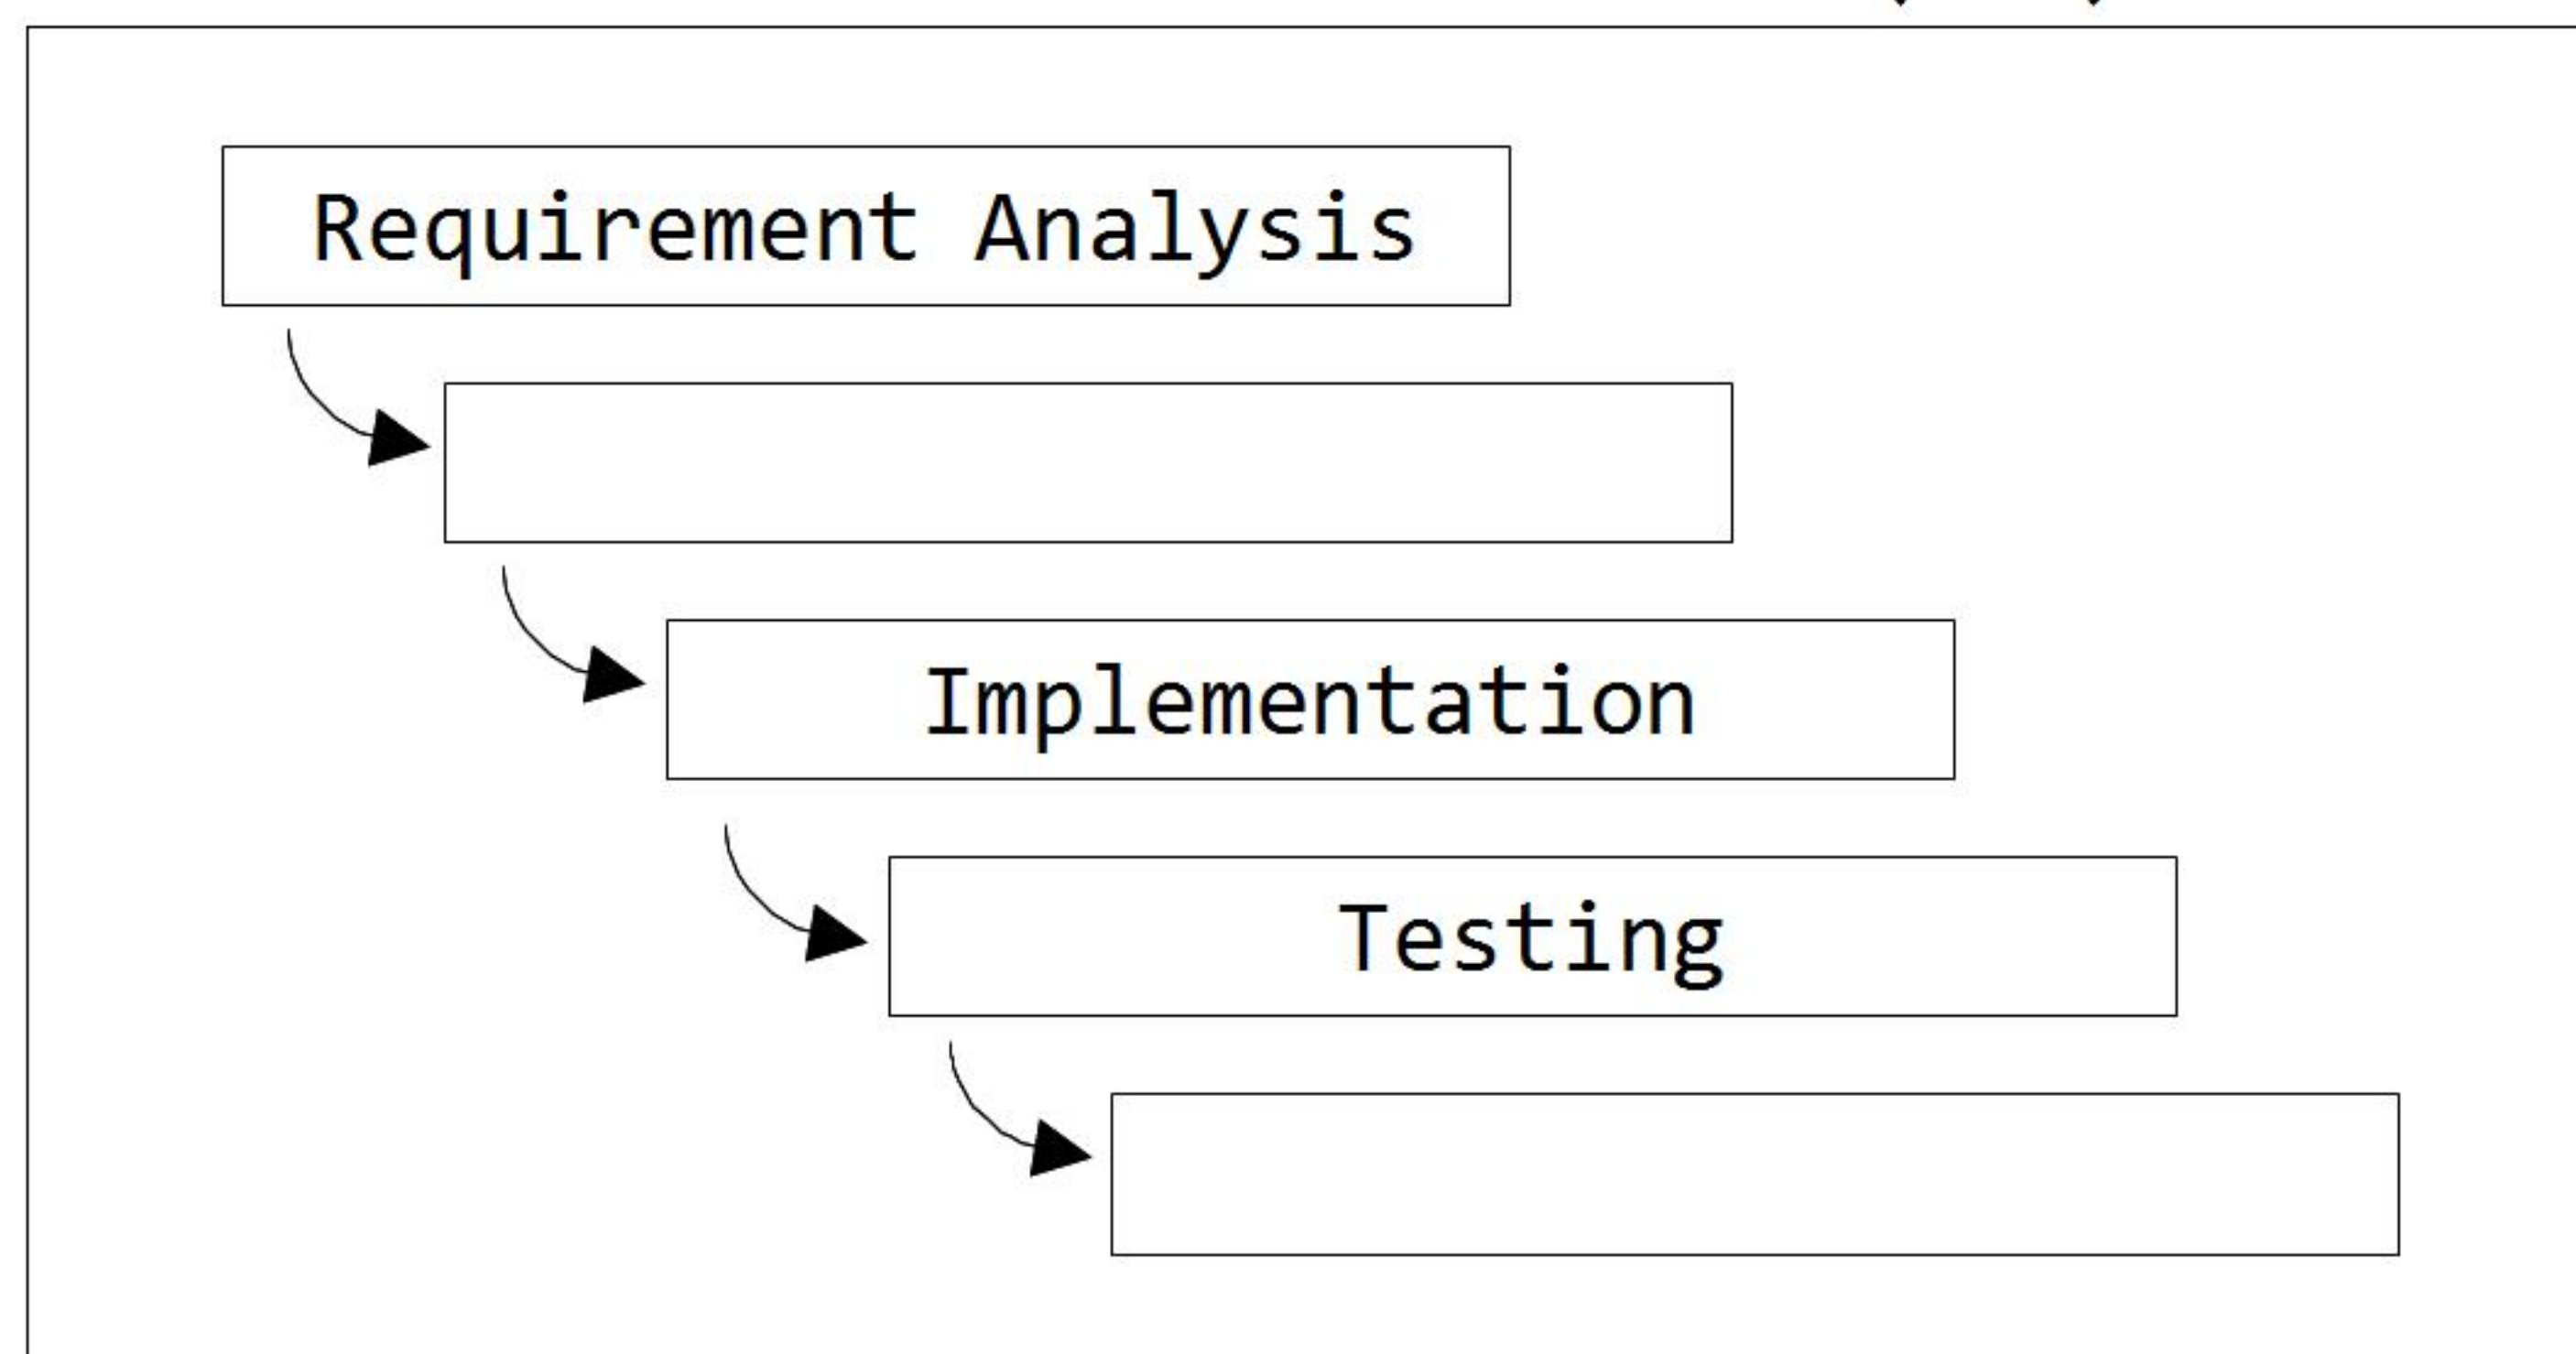 Requirement Analysis
Implementation
Testing